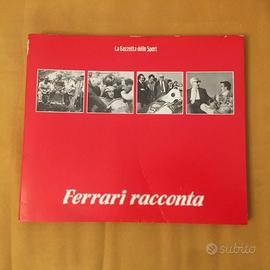 La Gazzetta dello Sport
Ferrari racconta
subito